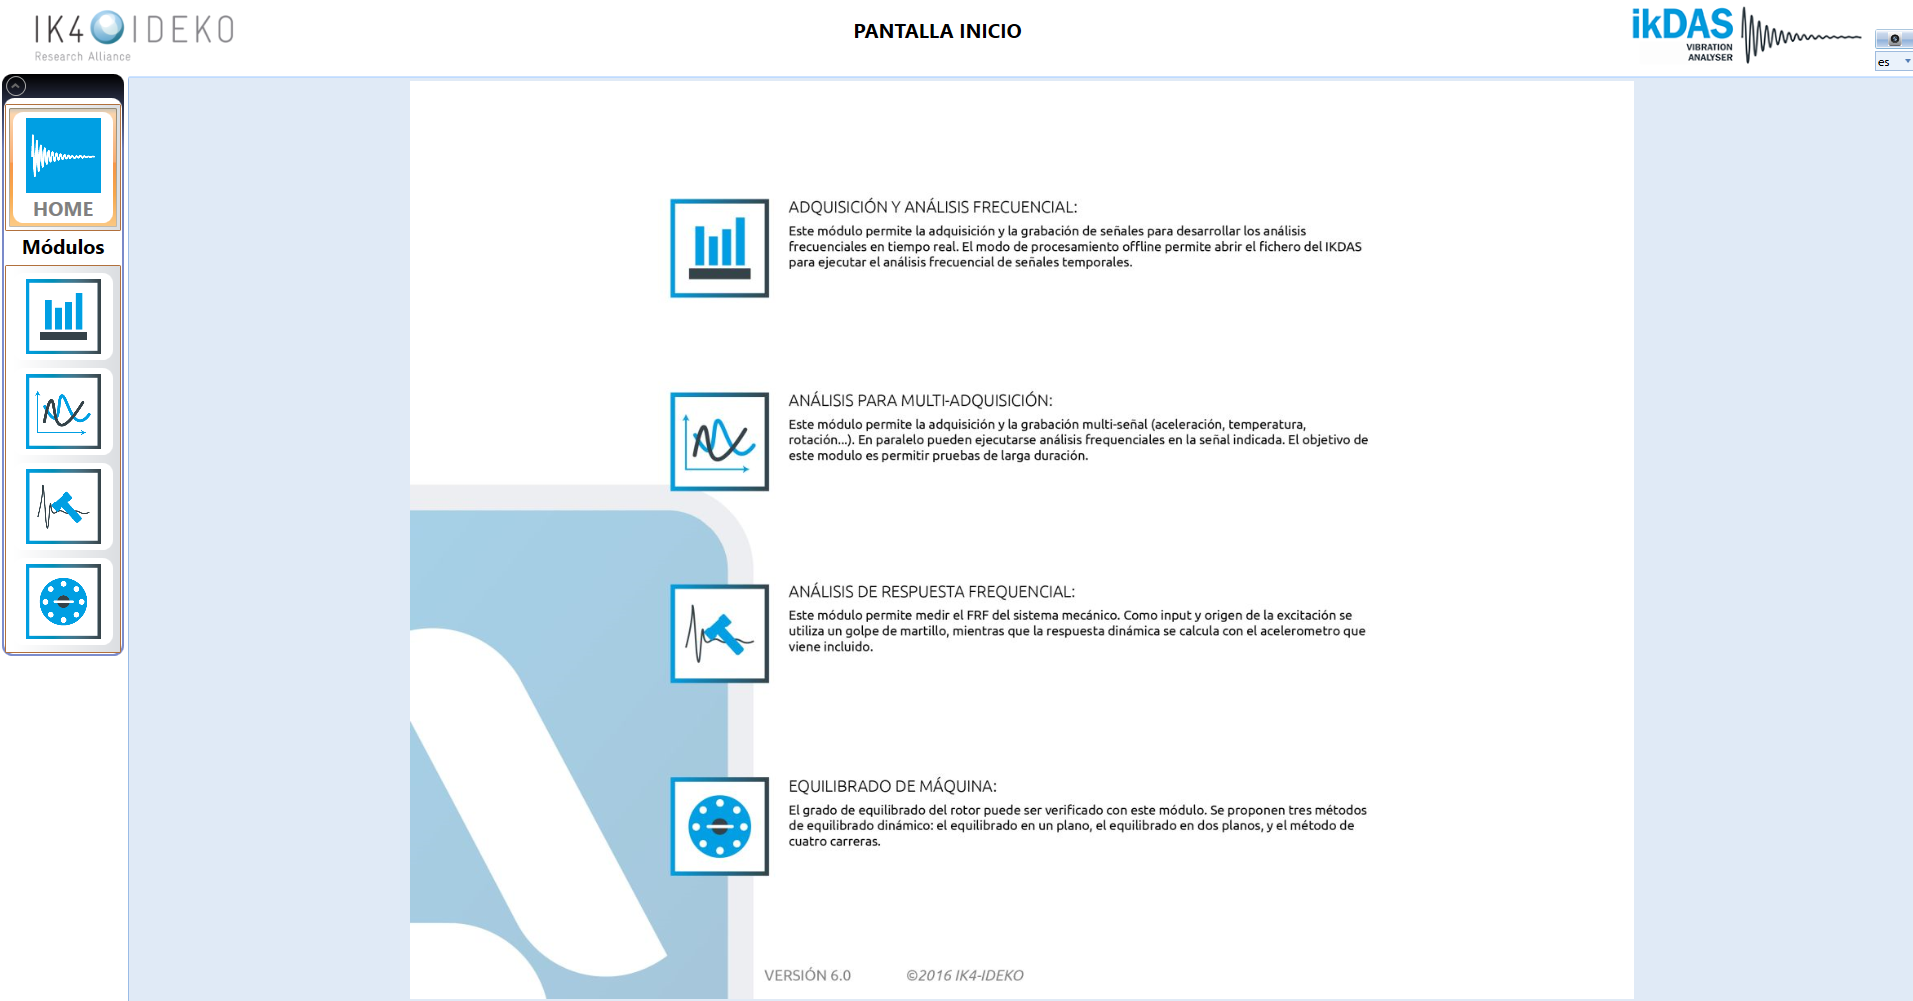 IK4 IDEKO
Research Alliance
PANTALLA INICIO
ikDAS
VIBRATION
ANALYSER
es
HOME
Módulos
ADQUISICIÓN Y ANÁLISIS FRECUENCIAL:
Este módulo permite la adquisición y la grabación de señales para desarrollar los análisis
frecuenciales en tiempo real. El modo de procesamiento offline permite abrir el fichero del IKDAS
para ejecutar el análisis frecuencial de señales temporales.
ANÁLISIS PARA MULTI-ADQUISICIÓN:
Este módulo permite la adquisición y la grabación multi-señal (aceleración, temperatura,
rotación...). En paralelo pueden ejecutarse análisis frequenciales en la señal indicada. El objetivo de
este modulo es permitir pruebas de larga duración.
ANÁLISIS DE RESPUESTA FREQUENCIAL:
Este módulo permite medir el FRF del sistema mecánico. Como input y origen de la excitación se
utiliza un golpe de martillo, mientras que la respuesta dinámica se calcula con el acelerometro que
viene incluido.
EQUILIBRADO DE MÁQUINA:
El grado de equilibrado del rotor puede ser verificado con este módulo. Se proponen tres métodos
de equilibrado dinámico: el equilibrado en un plano, el equilibrado en dos planos, y el método de
cuatro carreras.
VERSIÓN 6.0 ©2016 IK4-IDEKO